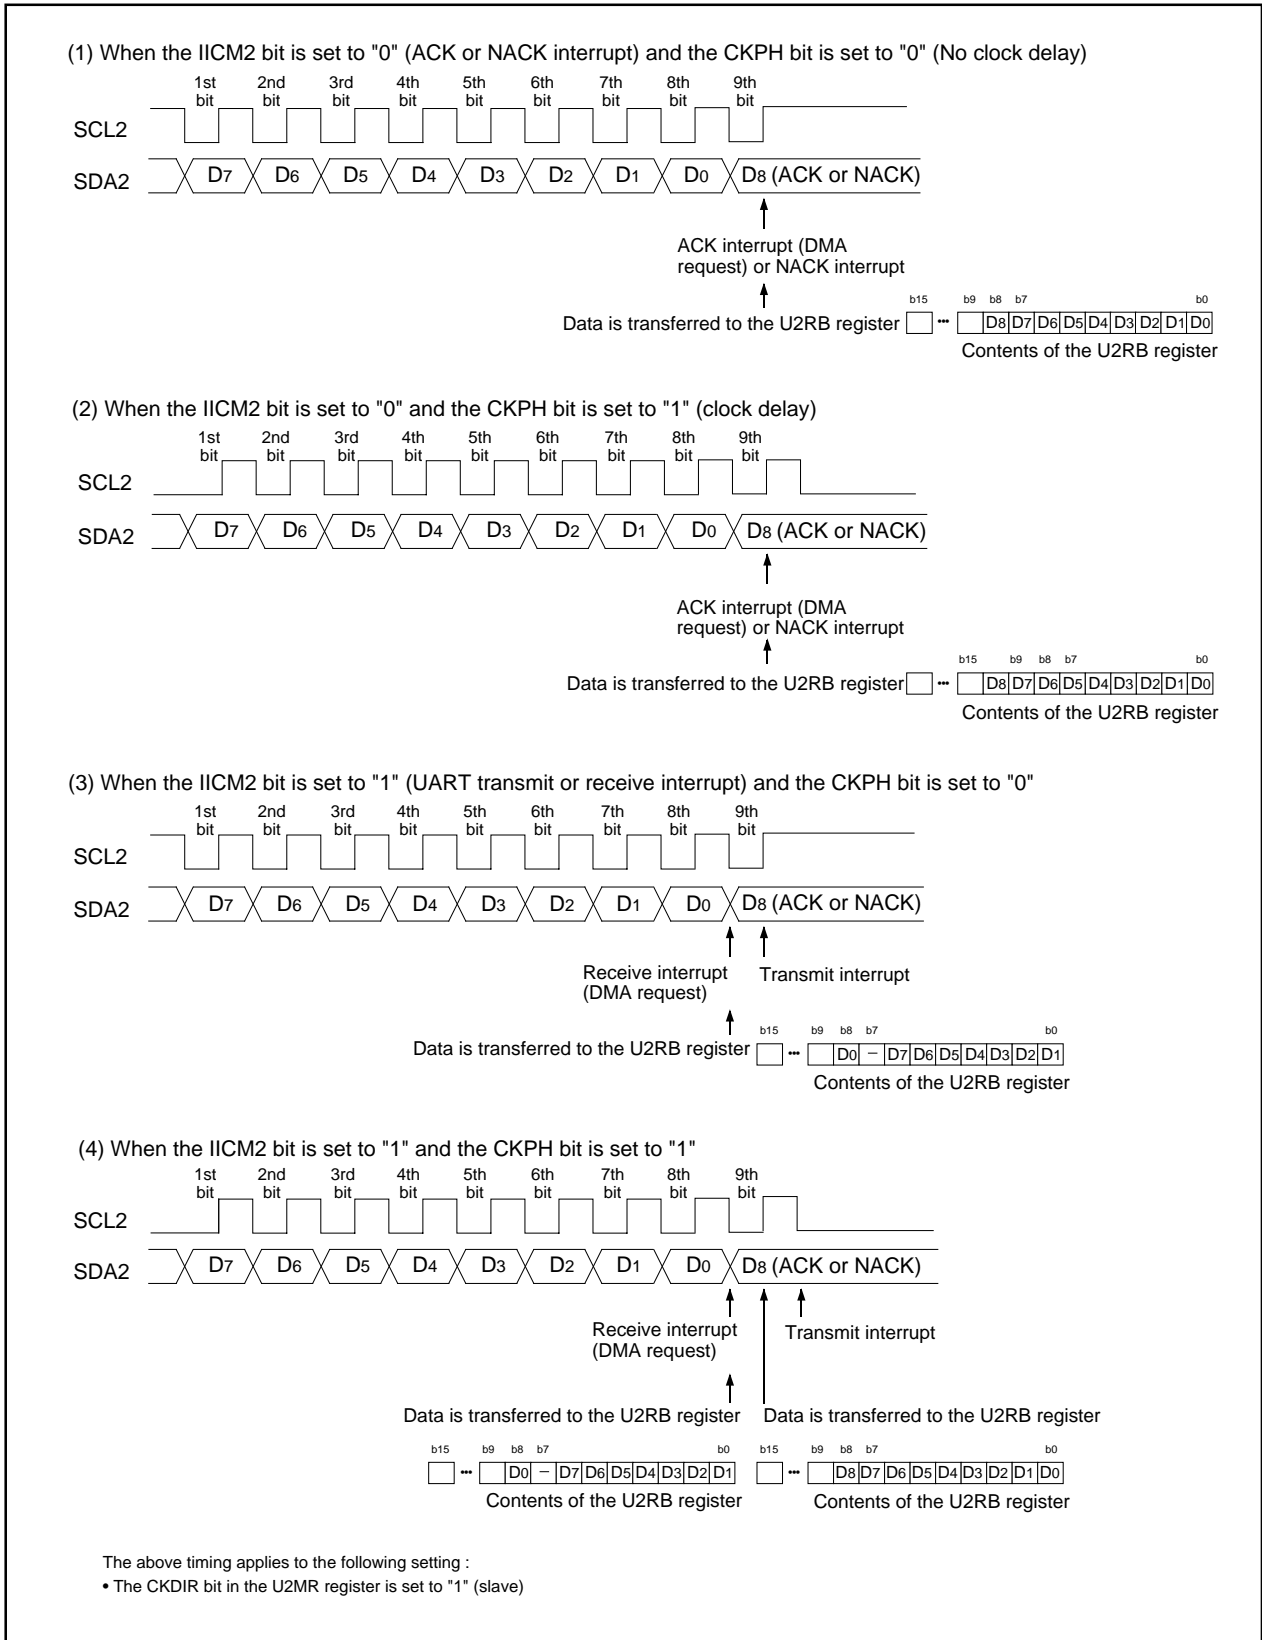 (1) When the IICM2 bit is set to "0" (ACK or NACK interrupt) and the CKPH bit is set to "0" (No clock delay)
1st bit 2nd bit 3rd bit 4th bit 5th bit 6th bit 7th bit 8th bit 9th bit
SCL2
SDA2 D7 D6 D5 D4 D3 D2 D1 D0 D8 (ACK or NACK)
ACK interrupt (DMA
request) or NACK interrupt
b15 b9 b8 b7 b0
Data is transferred to the U2RB register ••• D8 D7 D6 D5 D4 D3 D2 D1 D0
Contents of the U2RB register
(2) When the IICM2 bit is set to "0" and the CKPH bit is set to "1" (clock delay)
1st bit 2nd bit 3rd bit 4th bit 5th bit 6th bit 7th bit 8th bit 9th bit
SCL2
SDA2 D7 D6 D5 D4 D3 D2 D1 D0 D8 (ACK or NACK)
ACK interrupt (DMA
request) or NACK interrupt
b15 b9 b8 b7 b0
Data is transferred to the U2RB register ••• D8 D7 D6 D5 D4 D3 D2 D1 D0
Contents of the U2RB register
(3) When the IICM2 bit is set to "1" (UART transmit or receive interrupt) and the CKPH bit is set to "0"
1st bit 2nd bit 3rd bit 4th bit 5th bit 6th bit 7th bit 8th bit 9th bit
SCL2
SDA2 D7 D6 D5 D4 D3 D2 D1 D0 D8 (ACK or NACK)
Receive interrupt
(DMA request)
Transmit interrupt
b15 b9 b8 b7 b0
Data is transferred to the U2RB register ••• D0 – D7 D6 D5 D4 D3 D2 D1
Contents of the U2RB register
(4) When the IICM2 bit is set to "1" and the CKPH bit is set to "1"
1st bit 2nd bit 3rd bit 4th bit 5th bit 6th bit 7th bit 8th bit 9th bit
SCL2
SDA2 D7 D6 D5 D4 D3 D2 D1 D0 D8 (ACK or NACK)
Receive interrupt
(DMA request)
Transmit interrupt
Data is transferred to the U2RB register
b15 b9 b8 b7 b0
••• D0 – D7 D6 D5 D4 D3 D2 D1
Contents of the U2RB register
Data is transferred to the U2RB register
b15 b9 b8 b7 b0
••• D8 D7 D6 D5 D4 D3 D2 D1 D0
Contents of the U2RB register
The above timing applies to the following setting :
• The CKDIR bit in the U2MR register is set to "1" (slave)